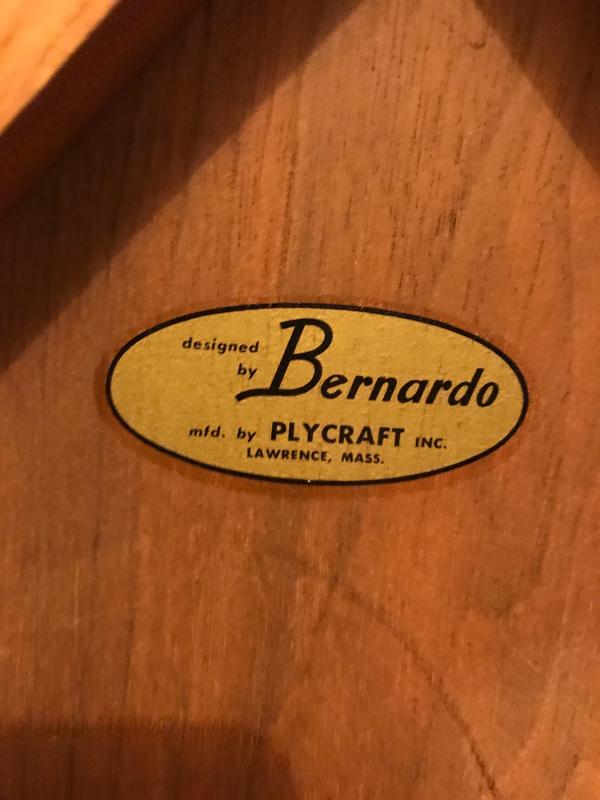 designed
by Bernardo
mfd. by PLYCRAFT INC.
LAWRENCE, MASS.